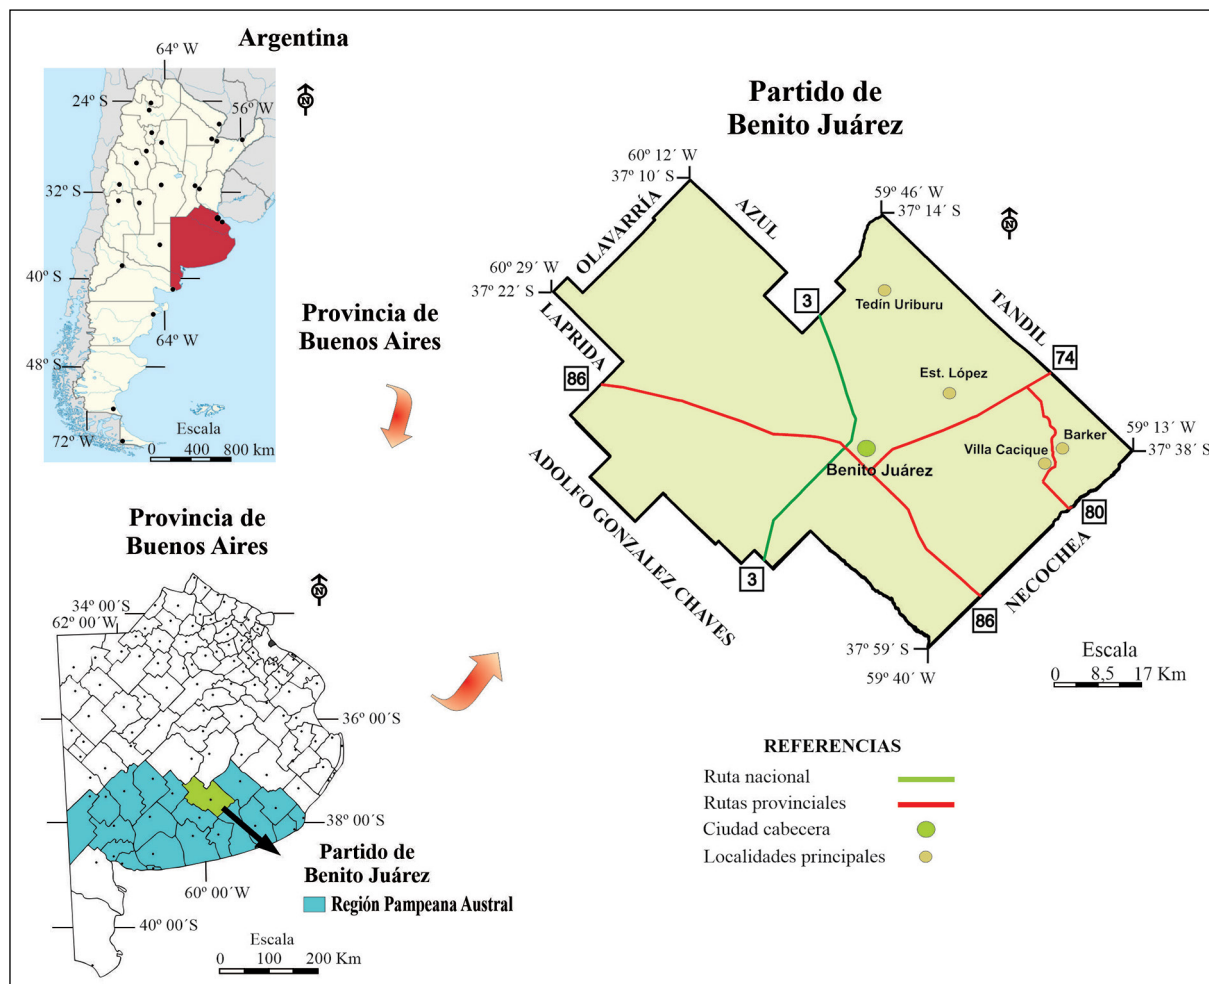 Argentina
64º W
24º S
56º W
N
32º S
40º S
64º W
48º S
72º W
Escala
0 400 800 km
Provincia de
Buenos Aires
Provincia de
Buenos Aires
N
34º 00´S
62º 00´W
36º 00´S
38º 00´S
Partido de
Benito Juárez
60º 00´W
Región Pampeana Austral
40º 00´S
Escala
0 100 200 Km
Partido de
Benito Juárez
60º 12´ W
37º 10´ S
59º 46´ W
37º 14´ S
N
OLAVARRÍA
AZUL
60º 29´ W
37º 22´ S
3
Tedín Uriburu
TANDIL
LAPRIDA
86
74
Est. López
59º 13´ W
37º 38´ S
Barker
Villa Cacique
Benito Juárez
80
ADOLFO GONZALEZ CHAVES
3
NECOCHEA
86
37º 59´ S
59º 40´ W
Escala
0 8,5 17 Km
REFERENCIAS
Ruta nacional
Rutas provinciales
Ciudad cabecera
Localidades principales